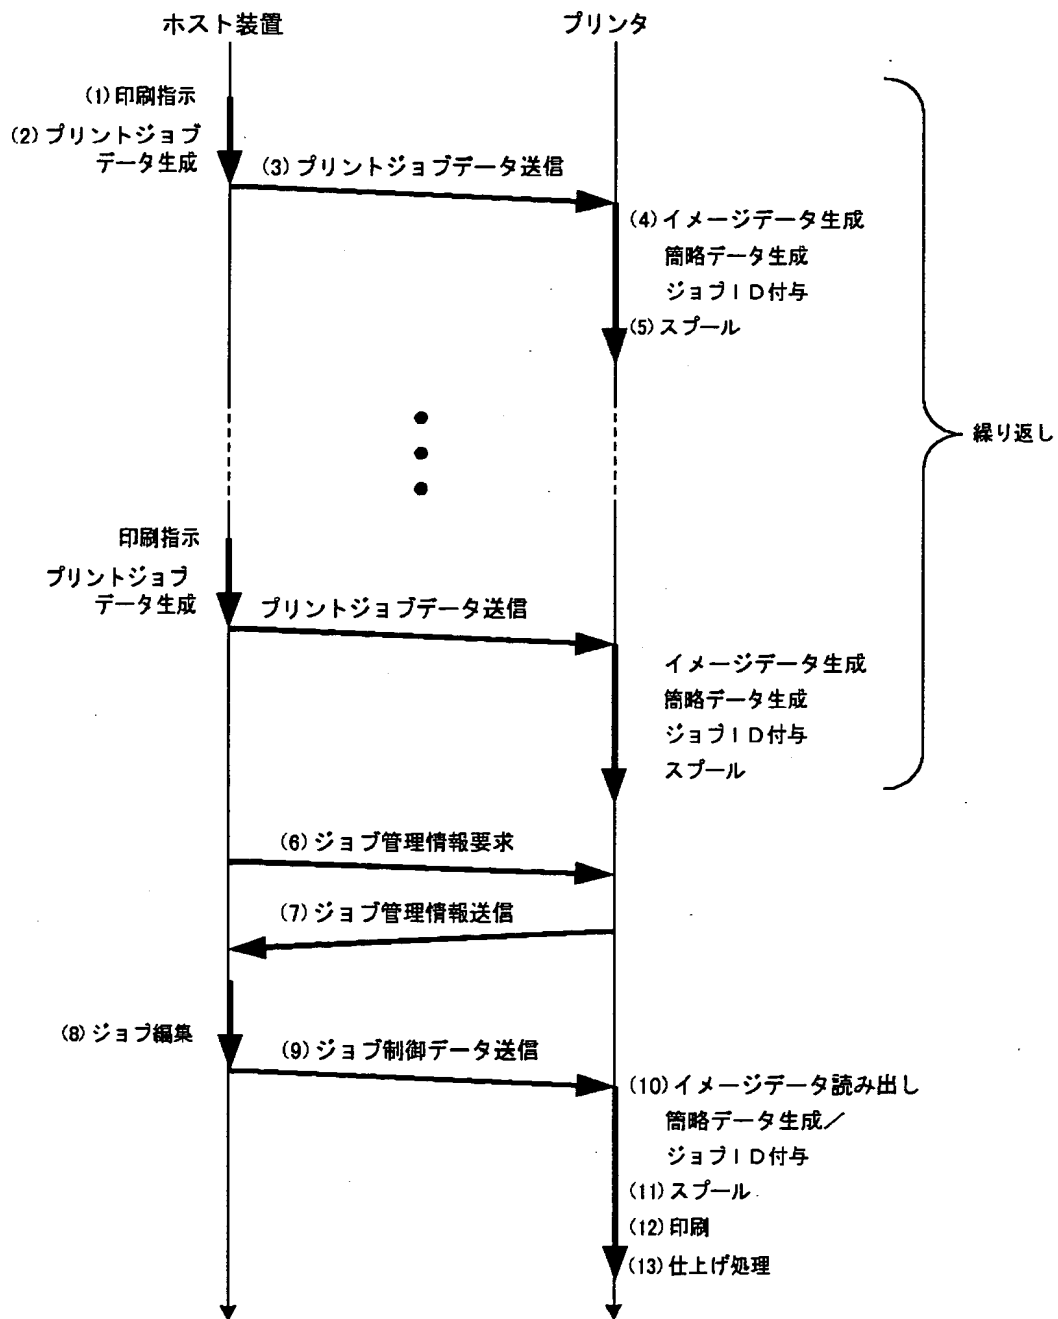 ホスト装置
プリンタ
(1)印刷指示
(2)プリントジョブ
データ生成
(3)プリントジョブデータ送信
(4)イメージデータ生成
簡略データ生成
ジョブID付与
(5)スプール
繰り返し
印刷指示
プリントジョブ
データ生成
プリントジョブデータ送信
イメージデータ生成
簡略データ生成
ジョブID付与
スプール
(6)ジョブ管理情報要求
(7)ジョブ管理情報送信
(8)ジョブ編集
(9)ジョブ制御データ送信
(10)イメージデータ読み出し
簡略データ生成/
ジョブID付与
(11)スプール
(12)印刷
(13)仕上げ処理